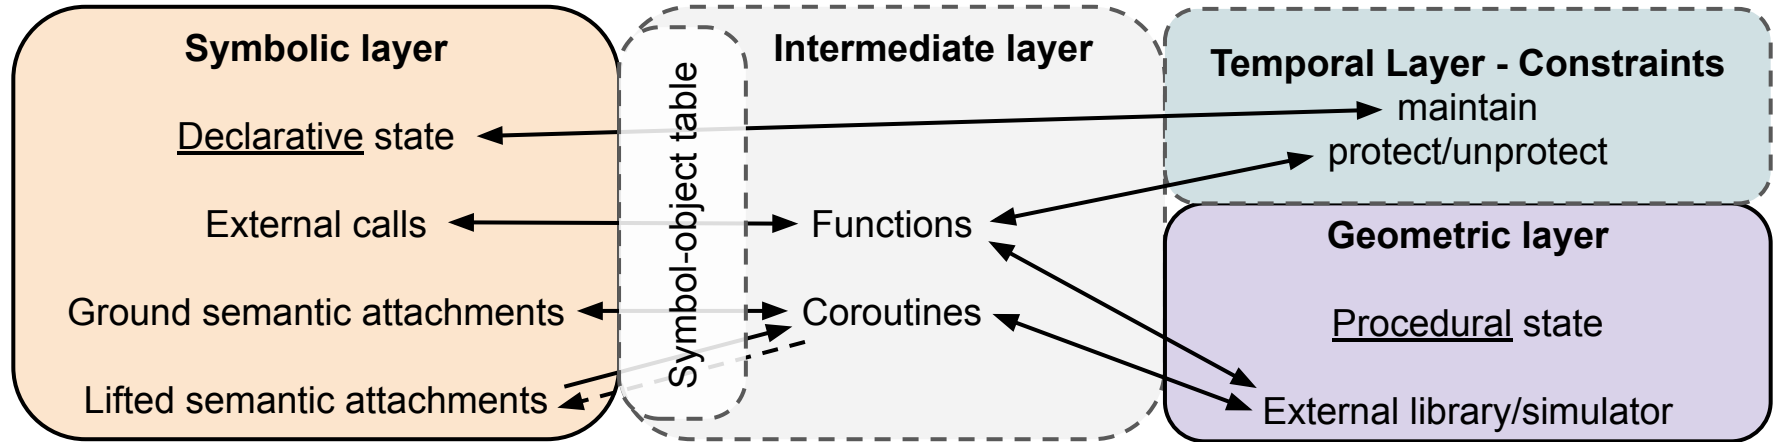 Symbolic layer
Declarative state
External calls
Ground semantic attachments
Lifted semantic attachments
Symbol-object table
Intermediate layer
Functions
Coroutines
Temporal Layer - Constraints
maintain
protect/unprotect
Geometric layer
Procedural state
External library/simulator